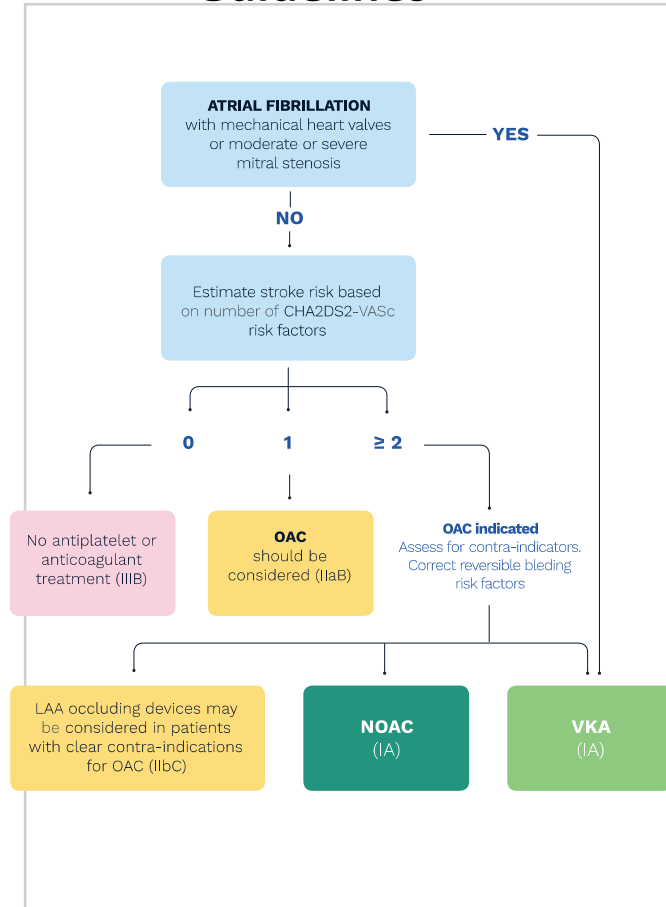 ATRIAL FIBRILLATION
with mechanical heart valves
or moderate or severe
mitral stenosis
YES
NO
Estimate stroke risk based
on number of CHA2DS2-VASc
risk factors
0
1
≥ 2
No antiplatelet or
anticoagulant
treatment (IIIB)
OAC
should be
considered (IIaB)
OAC indicated
Assess for contra-indicators.
Correct reversible bleding
risk factors
LAA occluding devices may
be considered in patients
with clear contra-indications
for OAC (IIbC)
NOAC
(IA)
VKA
(IA)